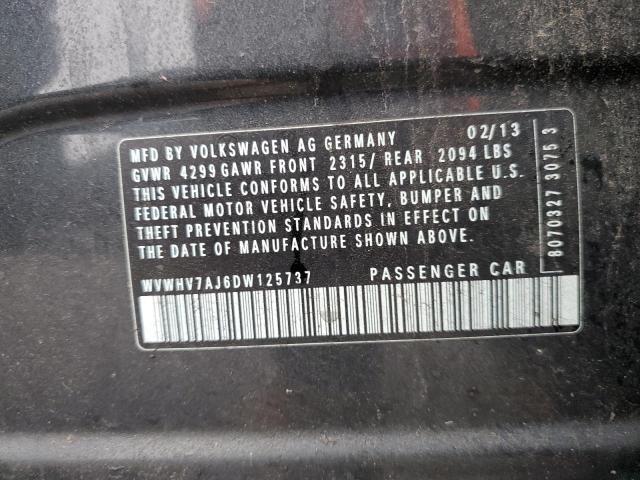 MFD BY VOLKSWAGEN AG GERMANY 02/13
GVWR 4299 GAWR FRONT 2315/ REAR 2094 LBS
THIS VEHICLE CONFORMS TO ALL APPLICABLE U.S.
FEDERAL MOTOR VEHICLE SAFETY, BUMPER AND
THEFT PREVENTION STANDARDS IN EFFECT ON
THE DATE OF MANUFACTURE SHOWN ABOVE.
WVWHV7AJ6DW125737 PASSENGER CAR
8070327 3075 3